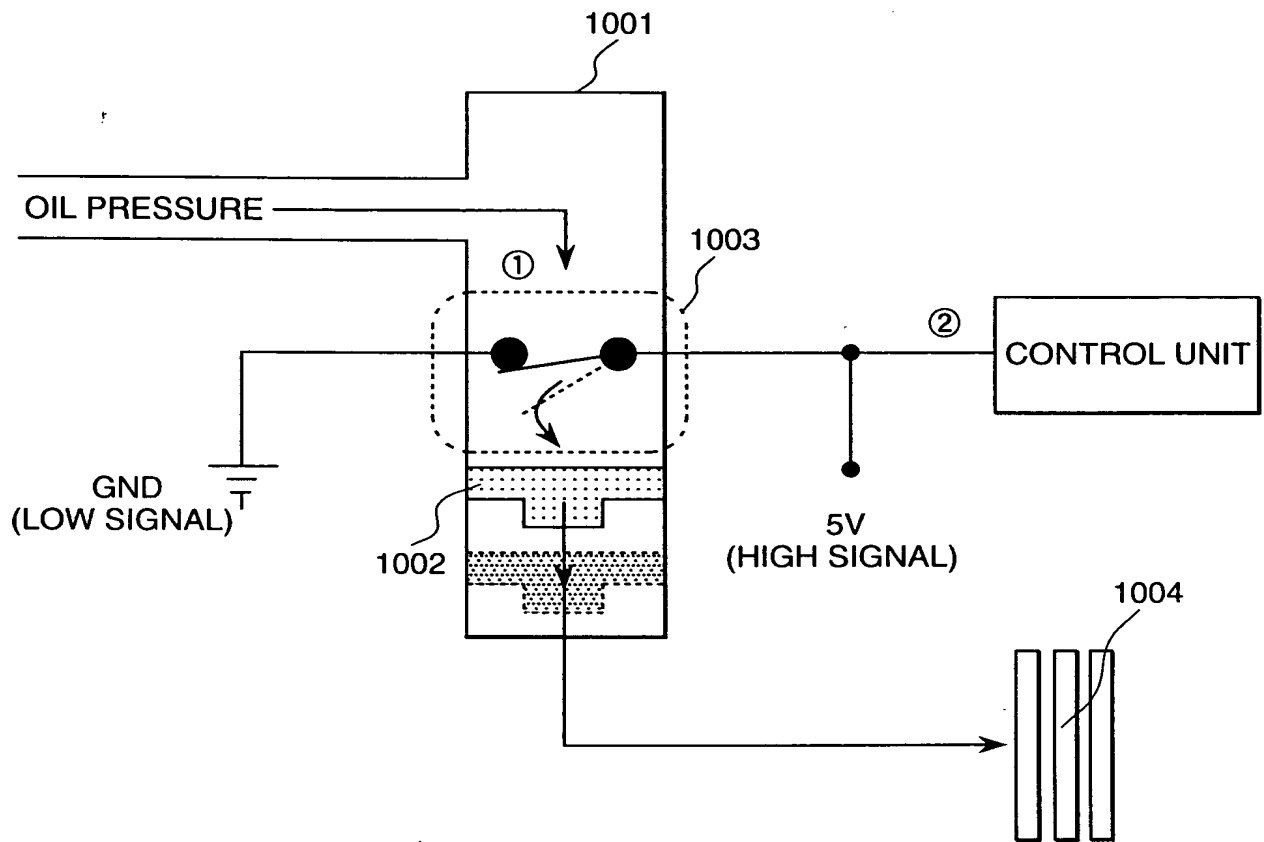 1001
OIL PRESSURE
1003
①
②
CONTROL UNIT
GND
(LOW SIGNAL)
1002
5V
(HIGH SIGNAL)
1004